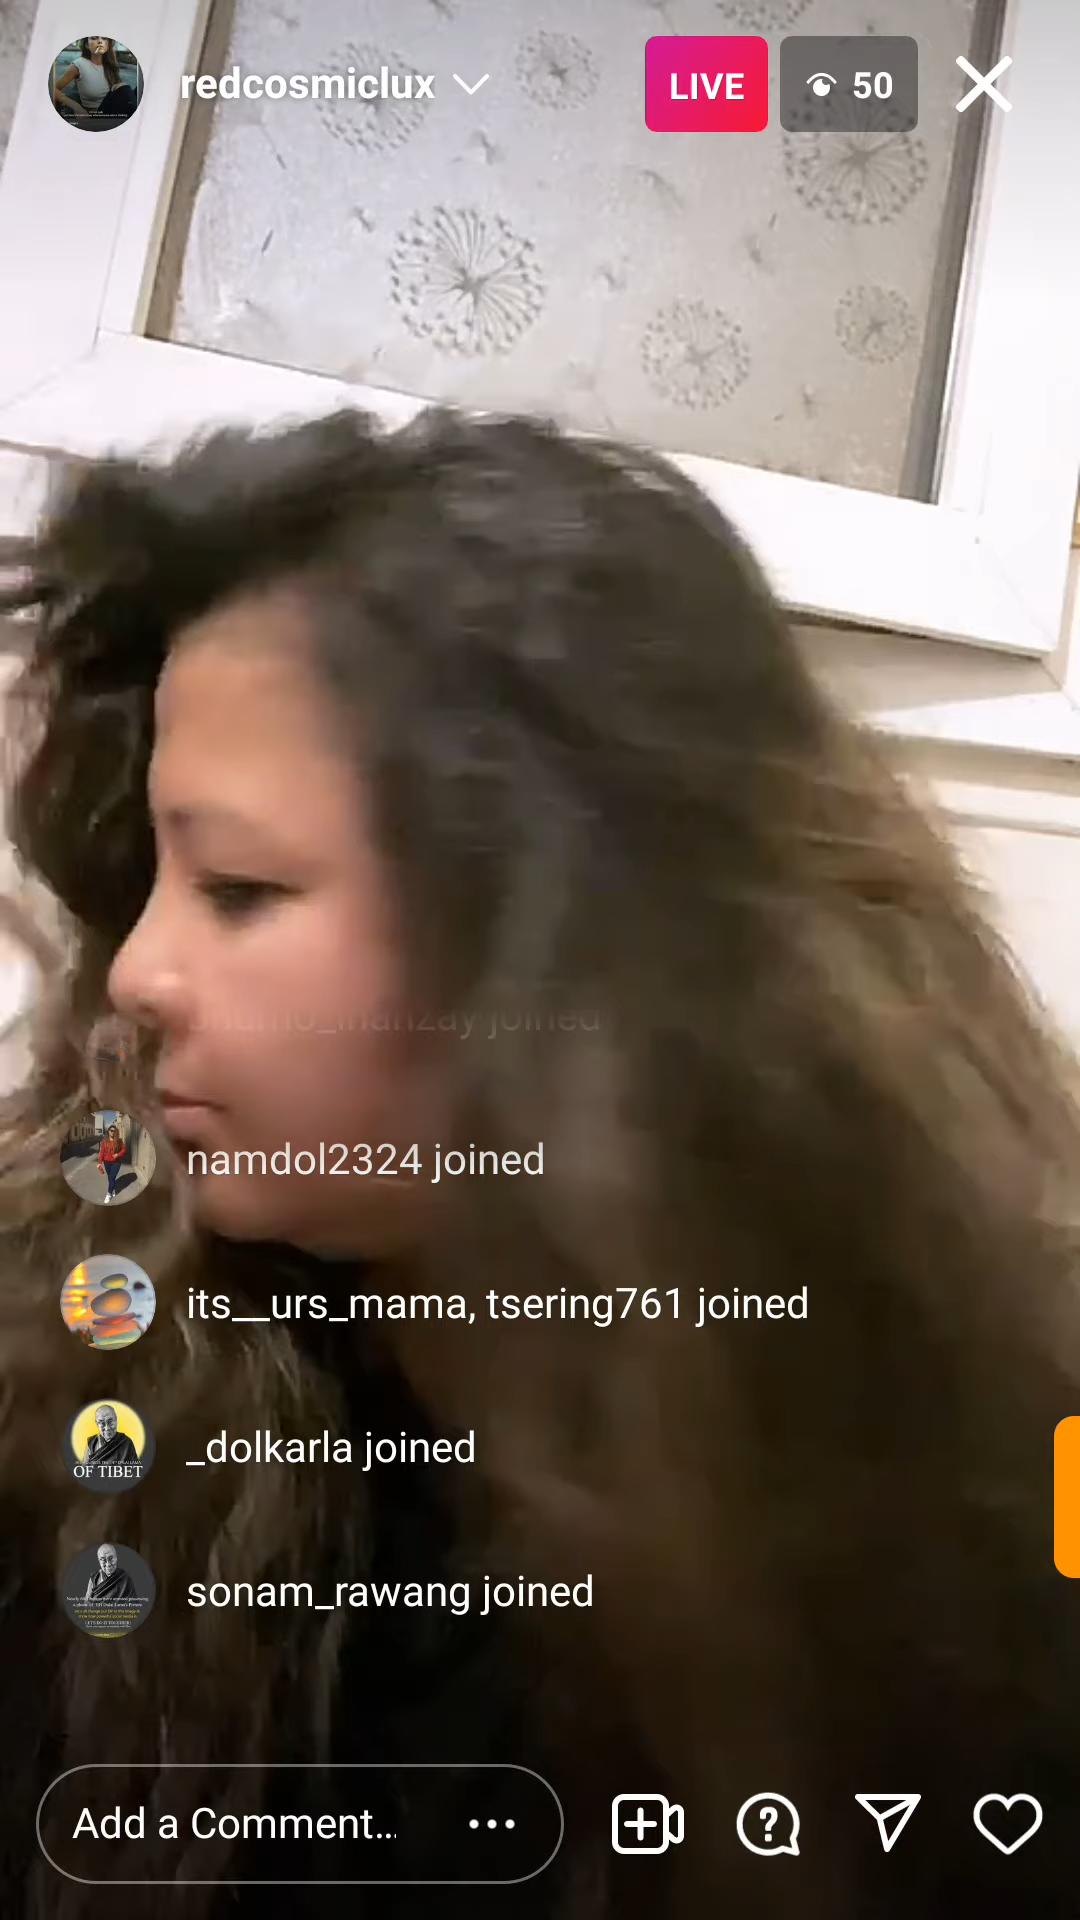 redcosmiclux
LIVE
50
namdol2324 joined
its__urs_mama, tsering761 joined
_dolkarla joined
OF TIBET
sonam_rawang joined
Add a Comment...